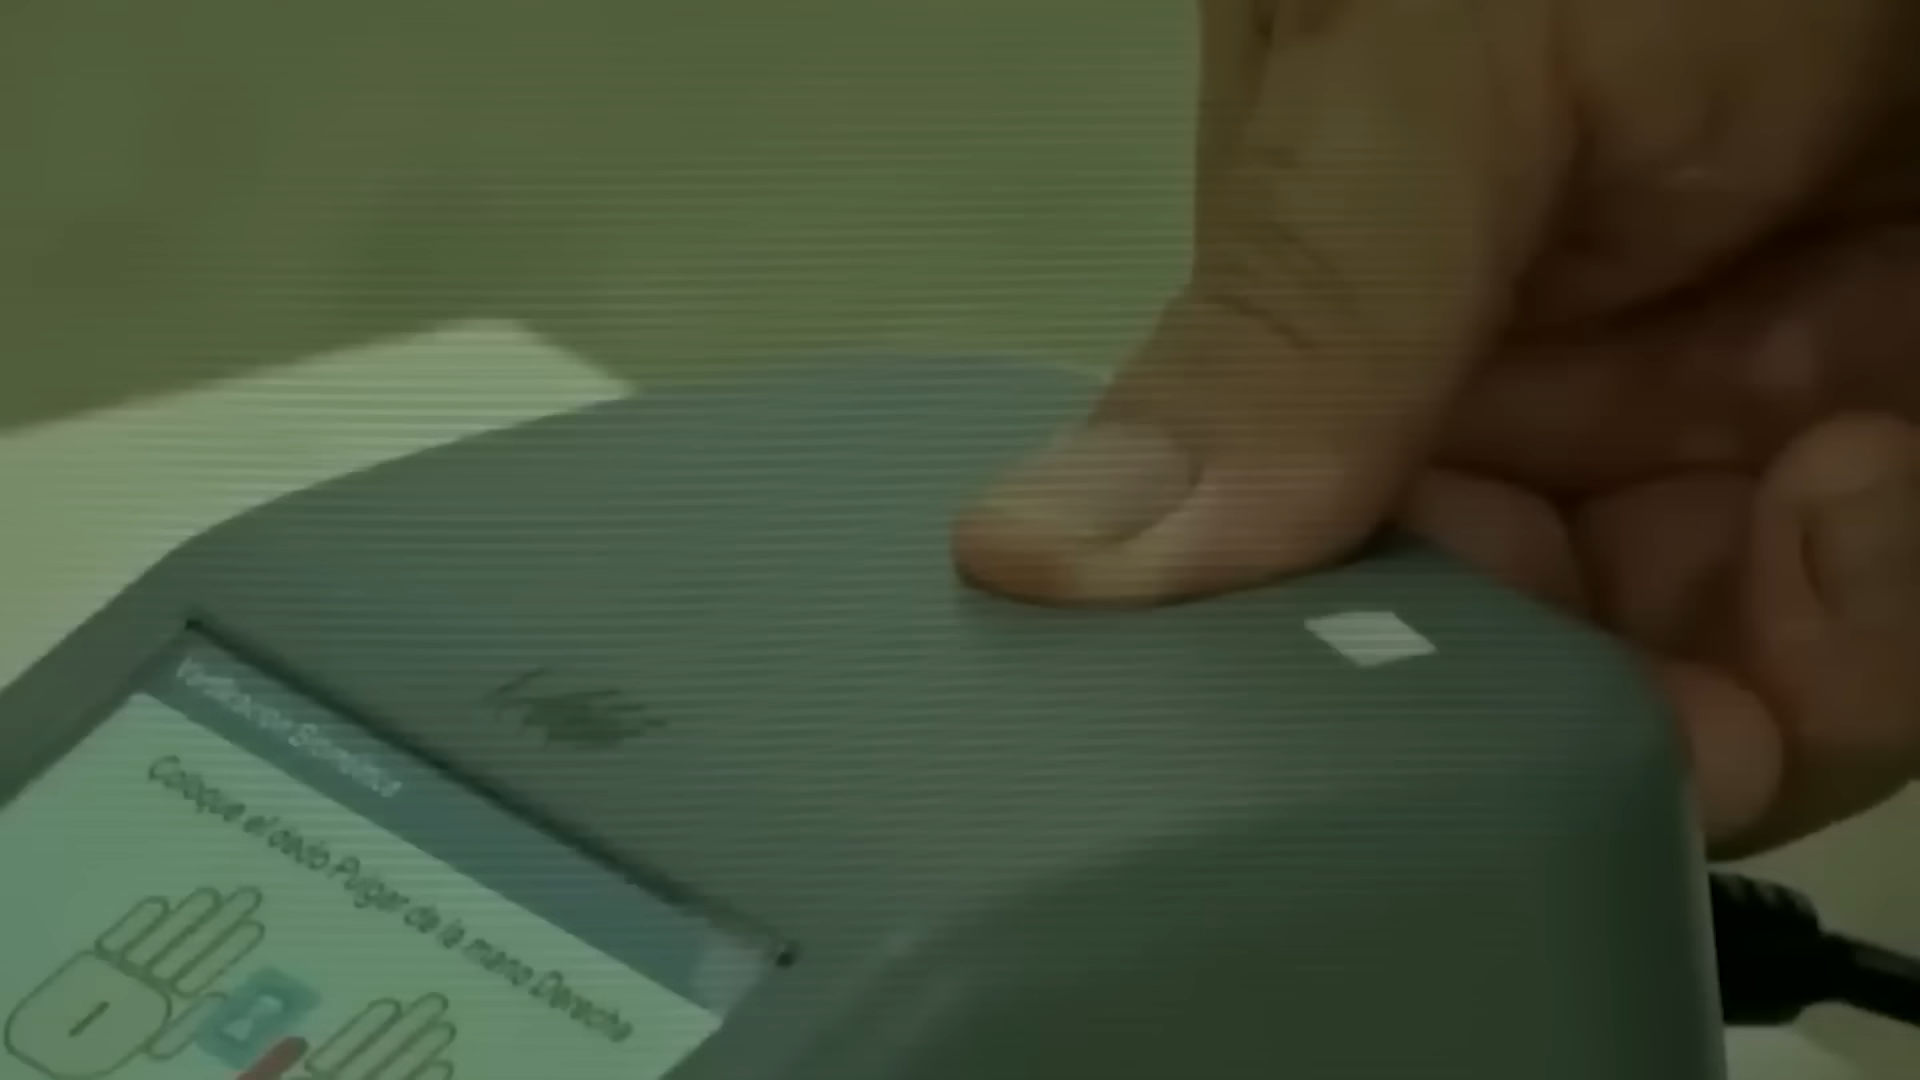 Verificación Biométrica
Coloque el dedo Pulgar de la mano Derecha
I